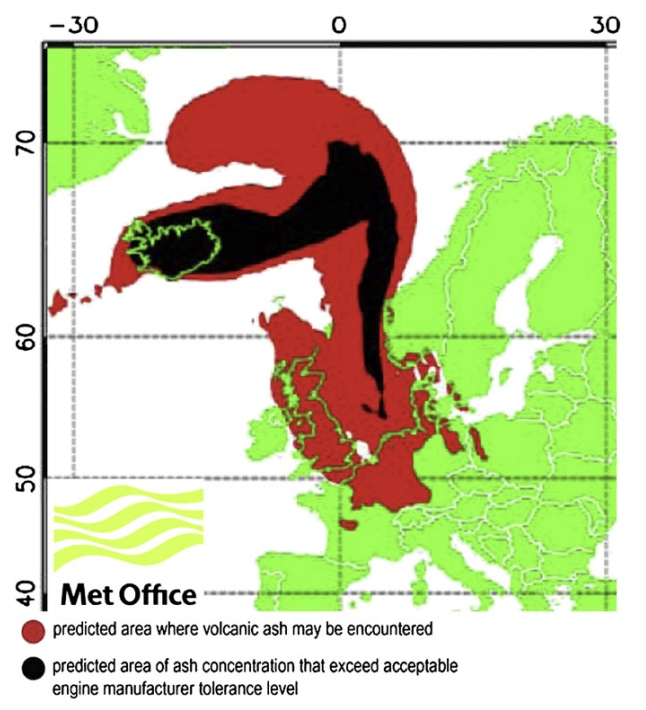 −30 0 30
70
60
50
40
Met Office
predicted area where volcanic ash may be encountered
predicted area of ash concentration that exceed acceptable
engine manufacturer tolerance level